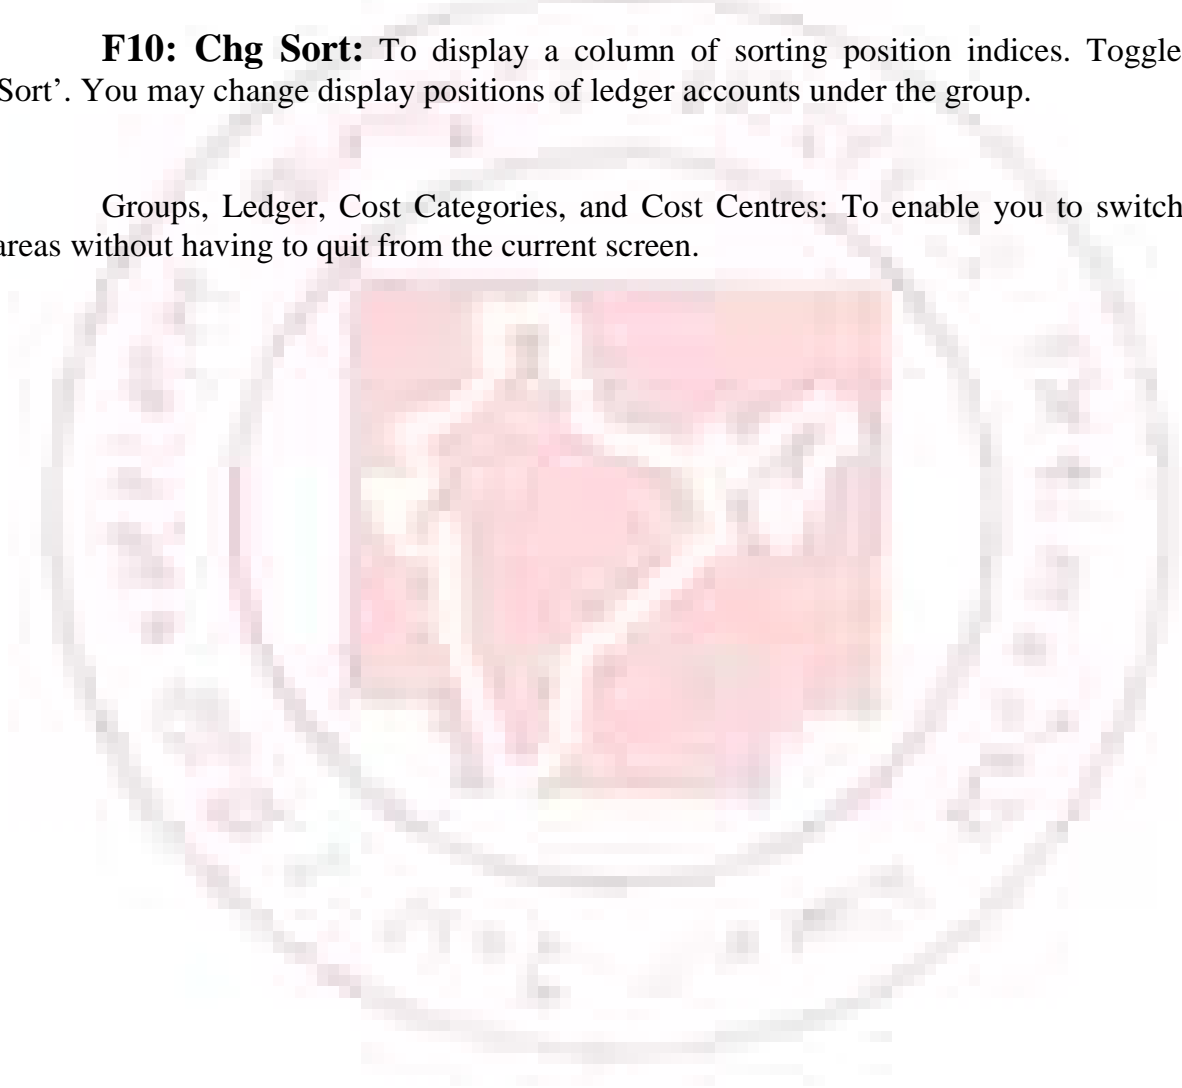 F10: Chg Sort: To display a column of sorting position indices. Toggle
Sort’. You may change display positions of ledger accounts under the group.
Groups, Ledger, Cost Categories, and Cost Centres: To enable you to switch
areas without having to quit from the current screen.